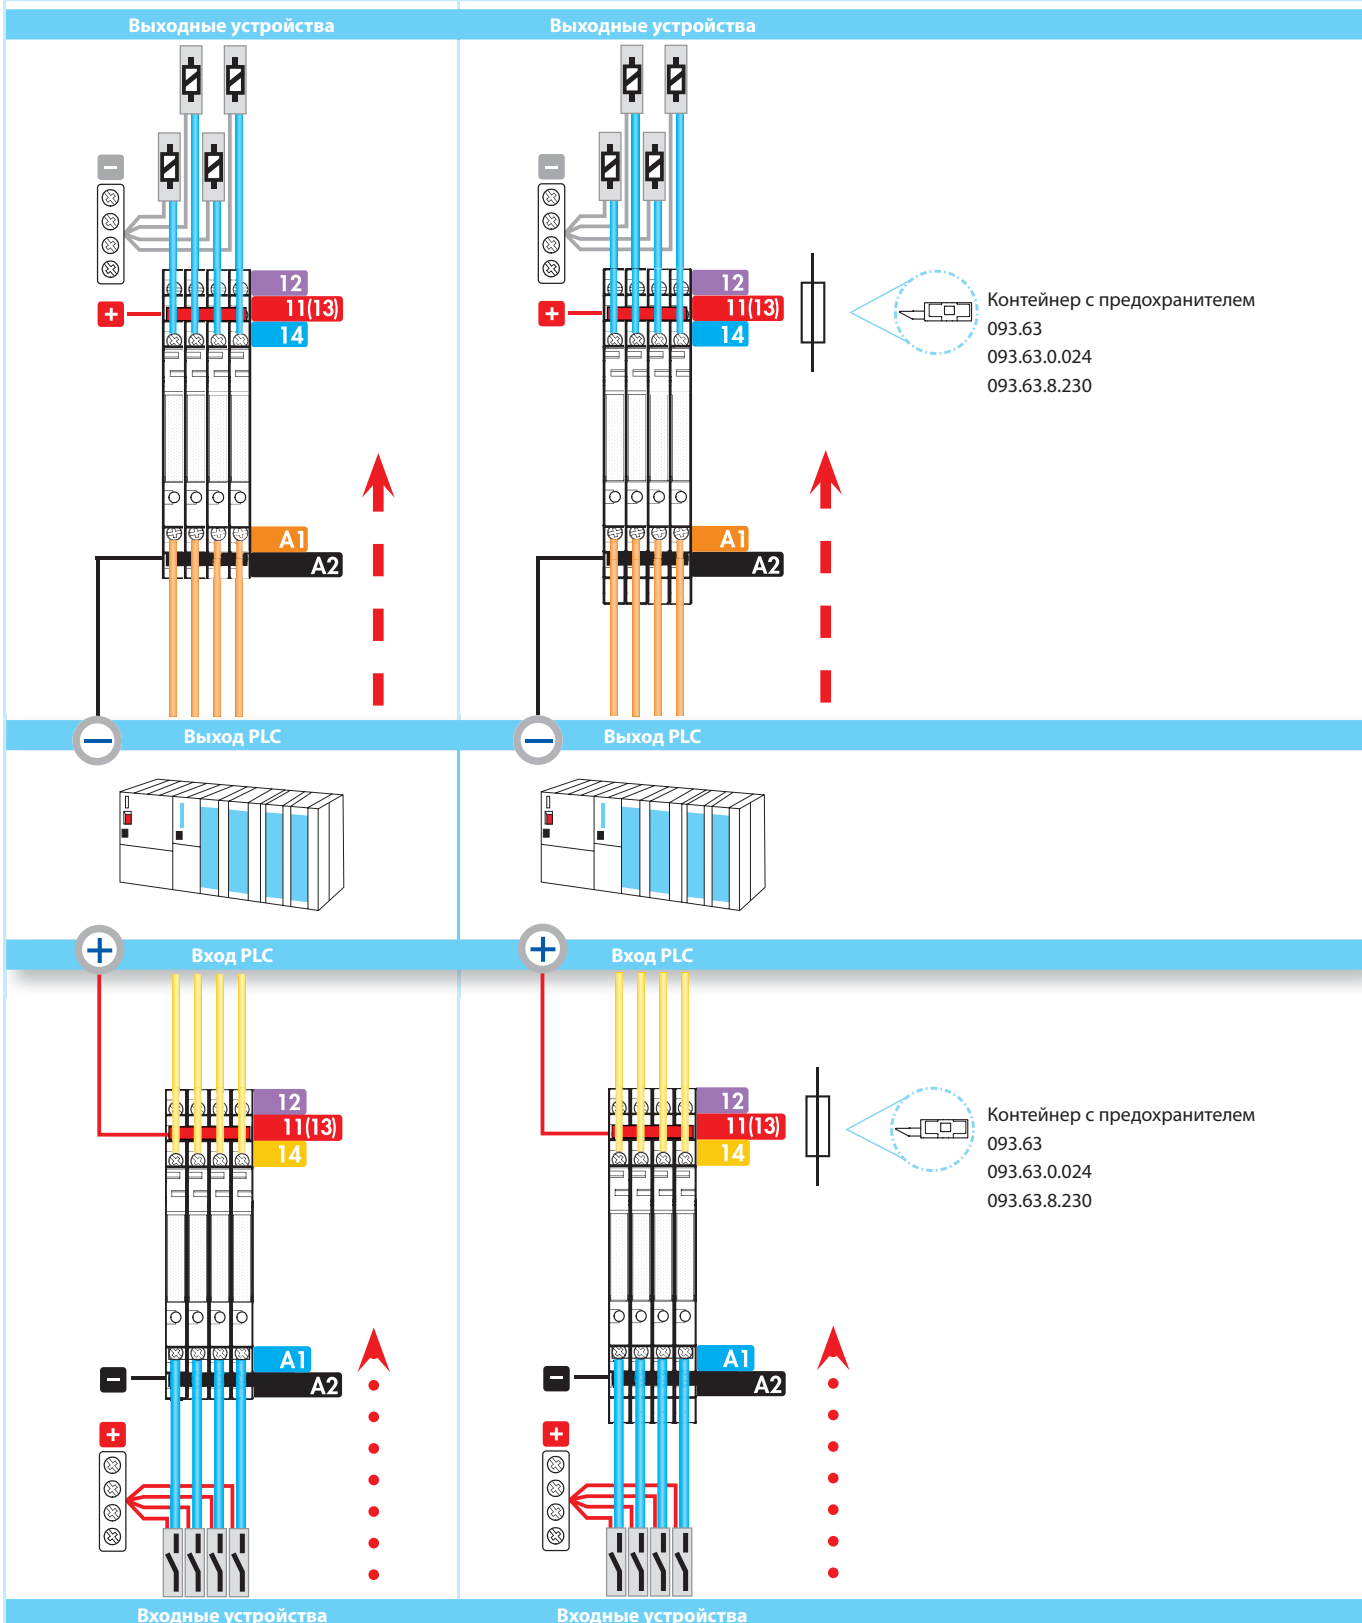 Выходные устройства
Выходные устройства
12
11(13)
14
A1
A2
12
11(13)
14
A1
A2
Контейнер с предохранителем
093.63
093.63.0.024
093.63.8.230
Выход PLC
Выход PLC
Вход PLC
Вход PLC
12
11(13)
14
A1
A2
12
11(13)
14
A1
A2
Контейнер с предохранителем
093.63
093.63.0.024
093.63.8.230
Входные устройства
Входные устройства